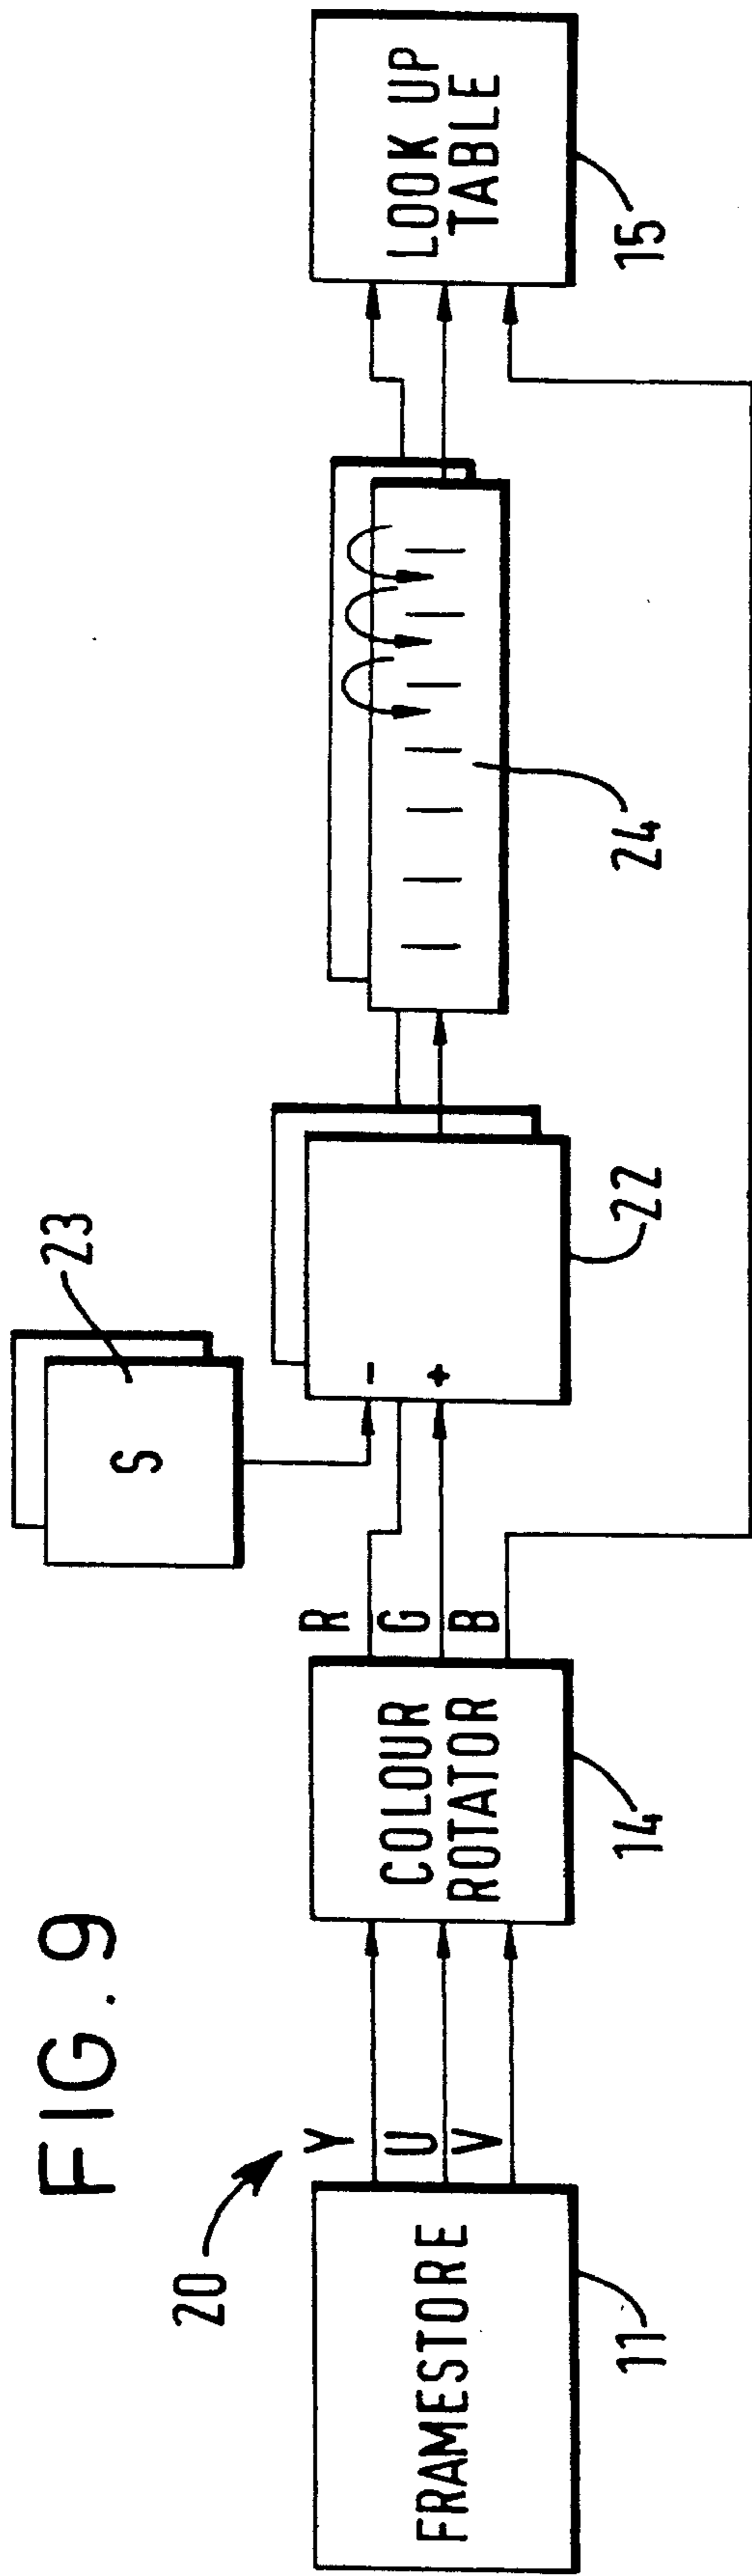 FIG. 9
20
FRAMESTORE
11
Y
U
V
COLOUR
ROTATOR
14
R
G
B
S
23
-
+
22
24
LOOK UP
TABLE
15